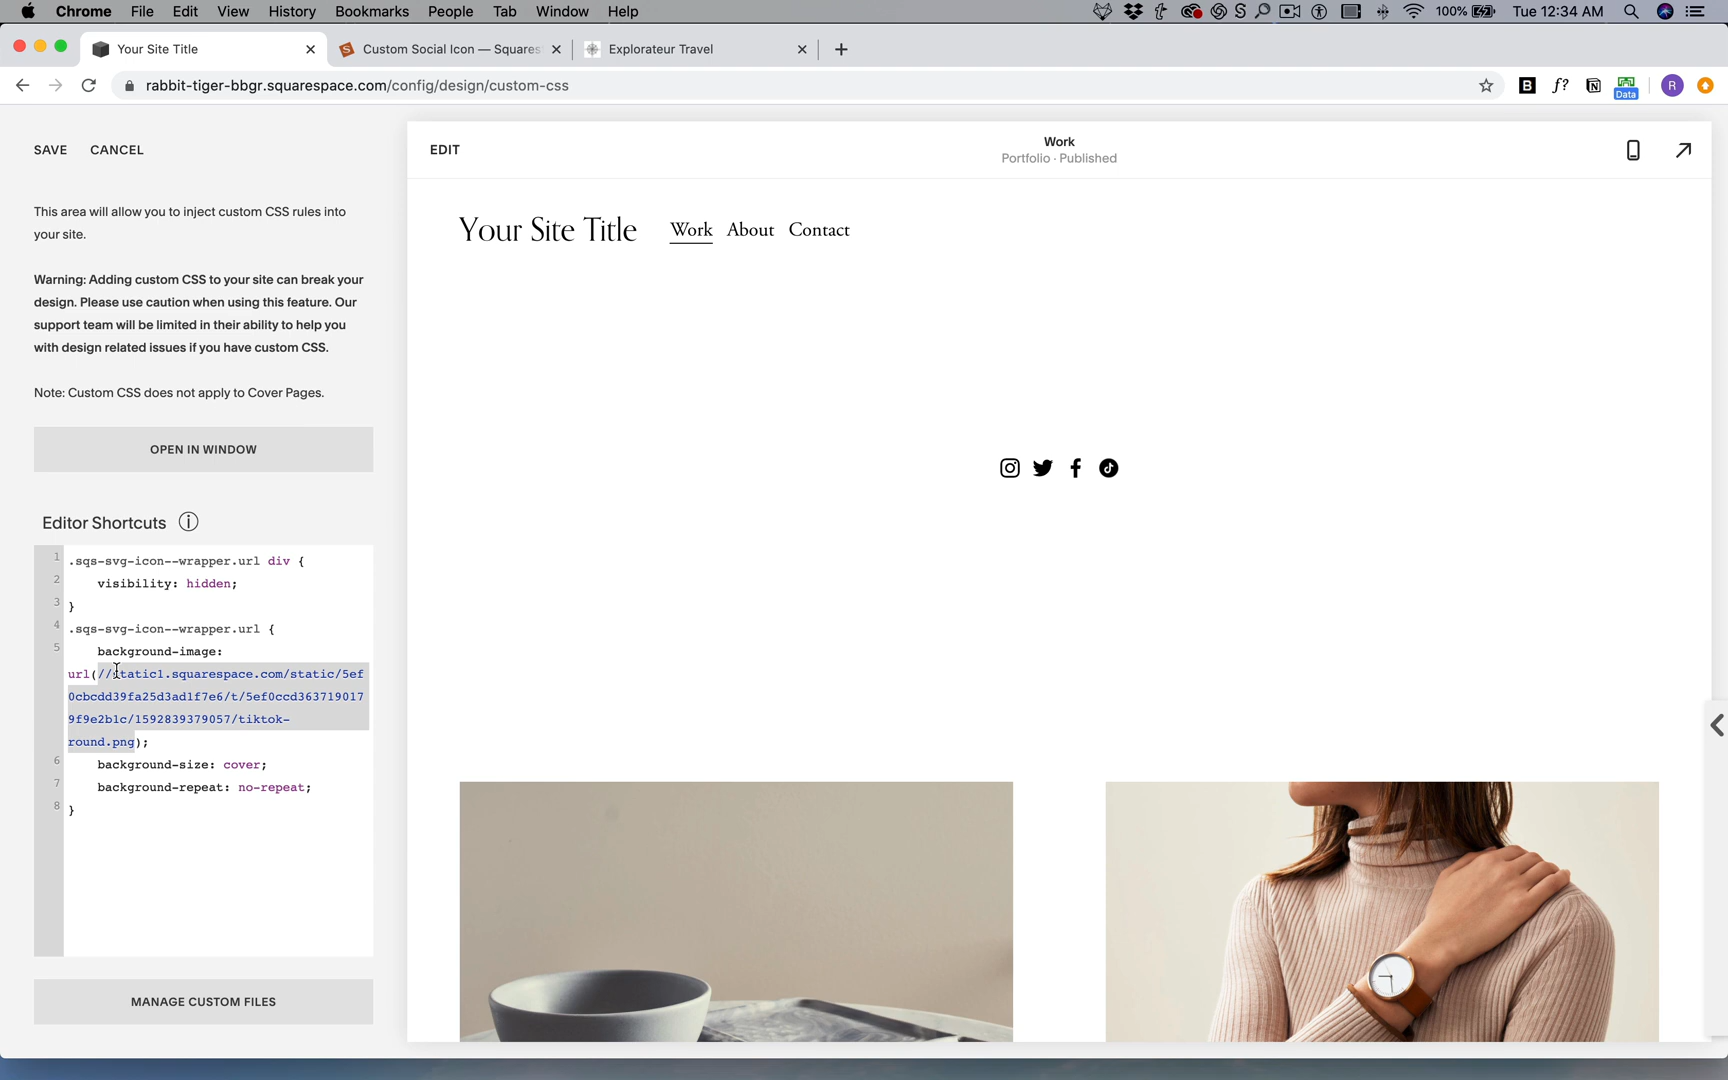 Chrome File Edit View History Bookmarks People Tab Window Help 100% Tue 12:34 AM
Your Site Title
Custom Social Icon — Squares
Explorateur Travel
rabbit-tiger-bbgr.squarespace.com/config/design/custom-css
B f? N Data R
SAVE CANCEL
EDIT
Work
Portfolio · Published
This area will allow you to inject custom CSS rules into
your site.
Your Site Title Work About Contact
Warning: Adding custom CSS to your site can break your
design. Please use caution when using this feature. Our
support team will be limited in their ability to help you
with design related issues if you have custom CSS.
Note: Custom CSS does not apply to Cover Pages.
OPEN IN WINDOW
Editor Shortcuts i
1 .sqs-svg-icon--wrapper.url div {
2 visibility: hidden;
3 }
4 .sqs-svg-icon--wrapper.url {
5 background-image:
url(//static1.squarespace.com/static/5ef
0cbcdd39fa25d3ad1f7e6/t/5ef0ccd363719017
9f9e2b1c/1592839379057/tiktok-
round.png);
6 background-size: cover;
7 background-repeat: no-repeat;
8 }
MANAGE CUSTOM FILES